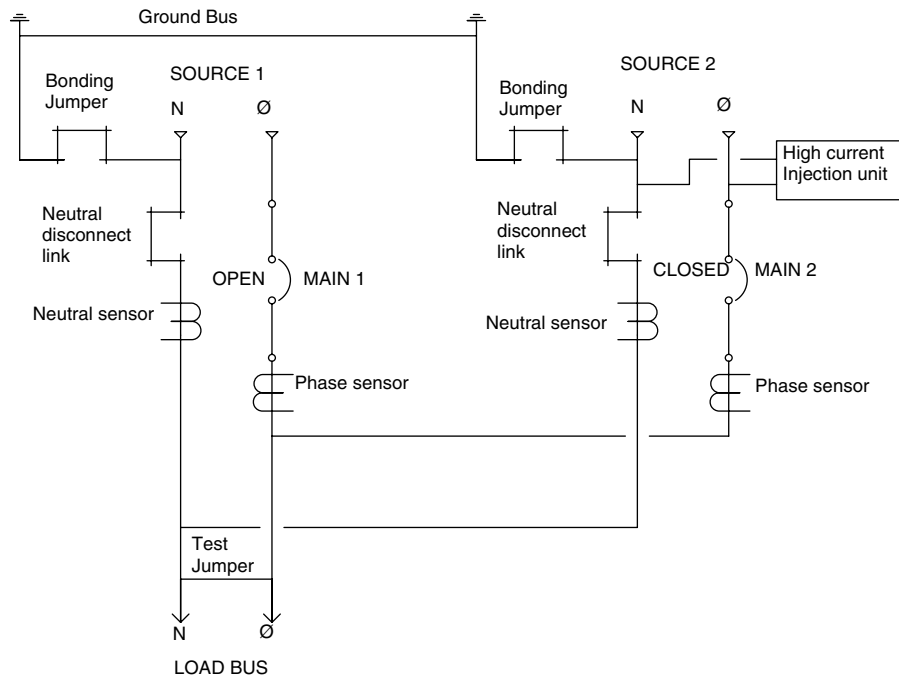 Ground Bus
Bonding
Jumper
SOURCE 1
N
Ø
Bonding
Jumper
SOURCE 2
N
Ø
High current
Injection unit
Neutral
disconnect
link
OPEN
MAIN 1
Neutral sensor
Phase sensor
Neutral
disconnect
link
CLOSED
MAIN 2
Neutral sensor
Phase sensor
Test
Jumper
N
Ø
LOAD BUS